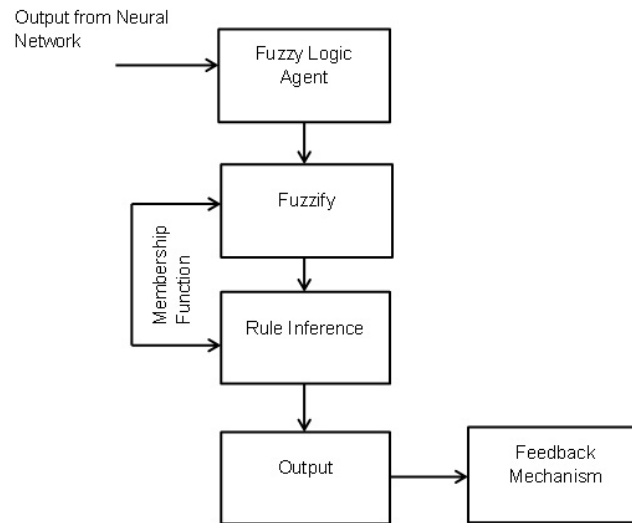 Output from Neural
Network
Fuzzy Logic
Agent
Fuzzify
Membership
Function
Rule Inference
Output
Feedback
Mechanism